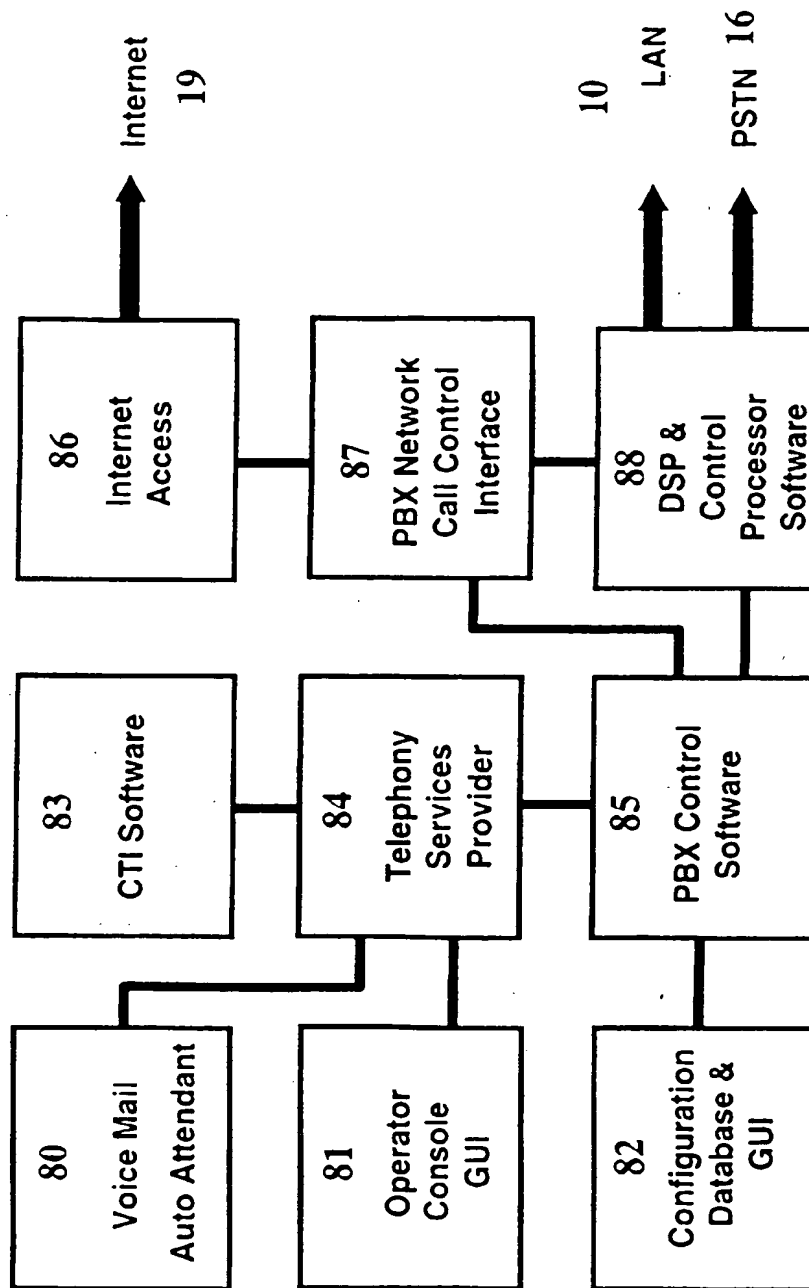 80
Voice Mail
Auto Attendant
81
Operator
Console
GUI
82
Configuration
Database &
GUI
83
CTI Software
84
Telephony
Services
Provider
85
PBX Control
Software
86
Internet
Access
87
PBX Network
Call Control
Interface
88
DSP &
Control
Processor
Software
Internet
19
10
LAN
PSTN 16